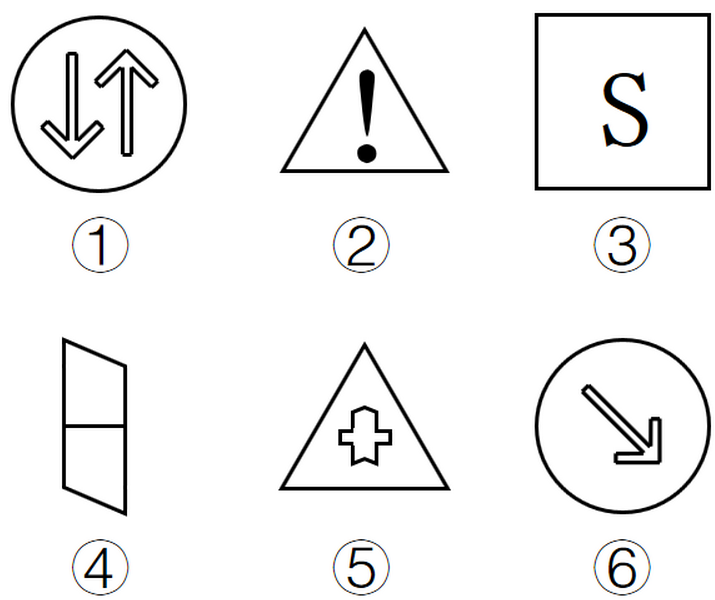 !
S
① ② ③
④ ⑤ ⑥